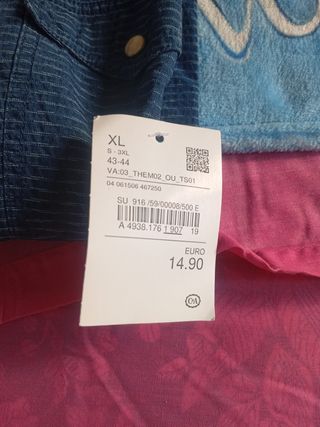 XL
S - 3XL
43-44
VA:03_THEM02_OU_TS01
04 061506 467250
SU 916 /59/00008/500 E
A 4938.176 1 907 19
EURO
14.90
C&A